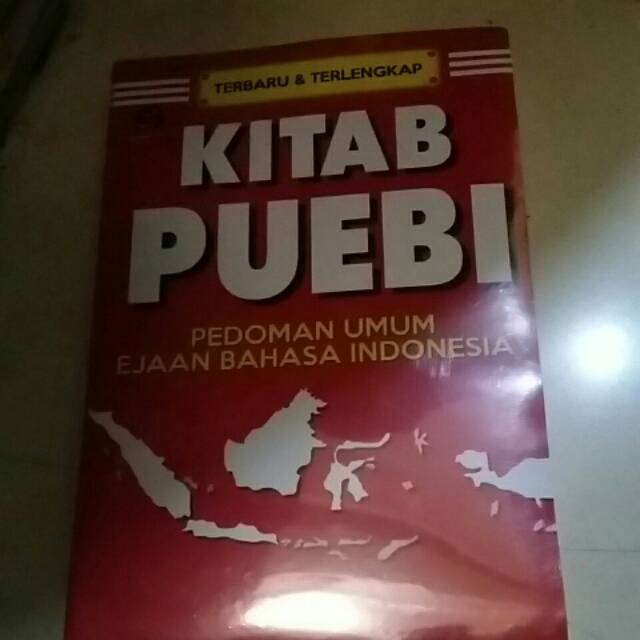 TERBARU & TERLENGKAP
KITAB
PUEBI
PEDOMAN UMUM
EJAAN BAHASA INDONESIA